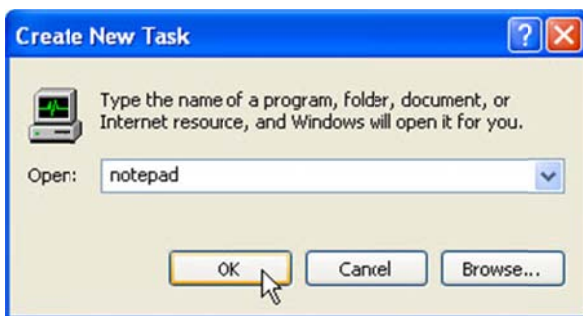 Create New Task
?
Type the name of a program, folder, document, or
Internet resource, and Windows will open it for you.
Open: notepad
OK Cancel Browse...